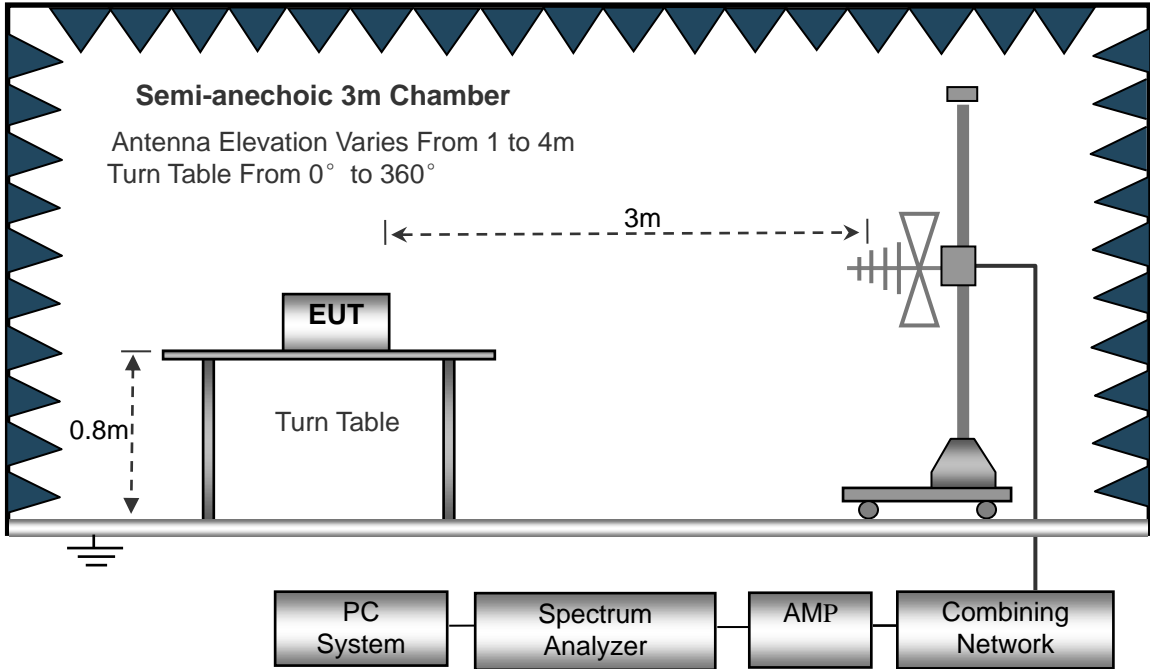 Semi-anechoic 3m Chamber
Antenna Elevation Varies From 1 to 4m
Turn Table From 0° to 360°
3m
EUT
0.8m
Turn Table
PC
System
Spectrum
Analyzer
AMP
Combining
Network